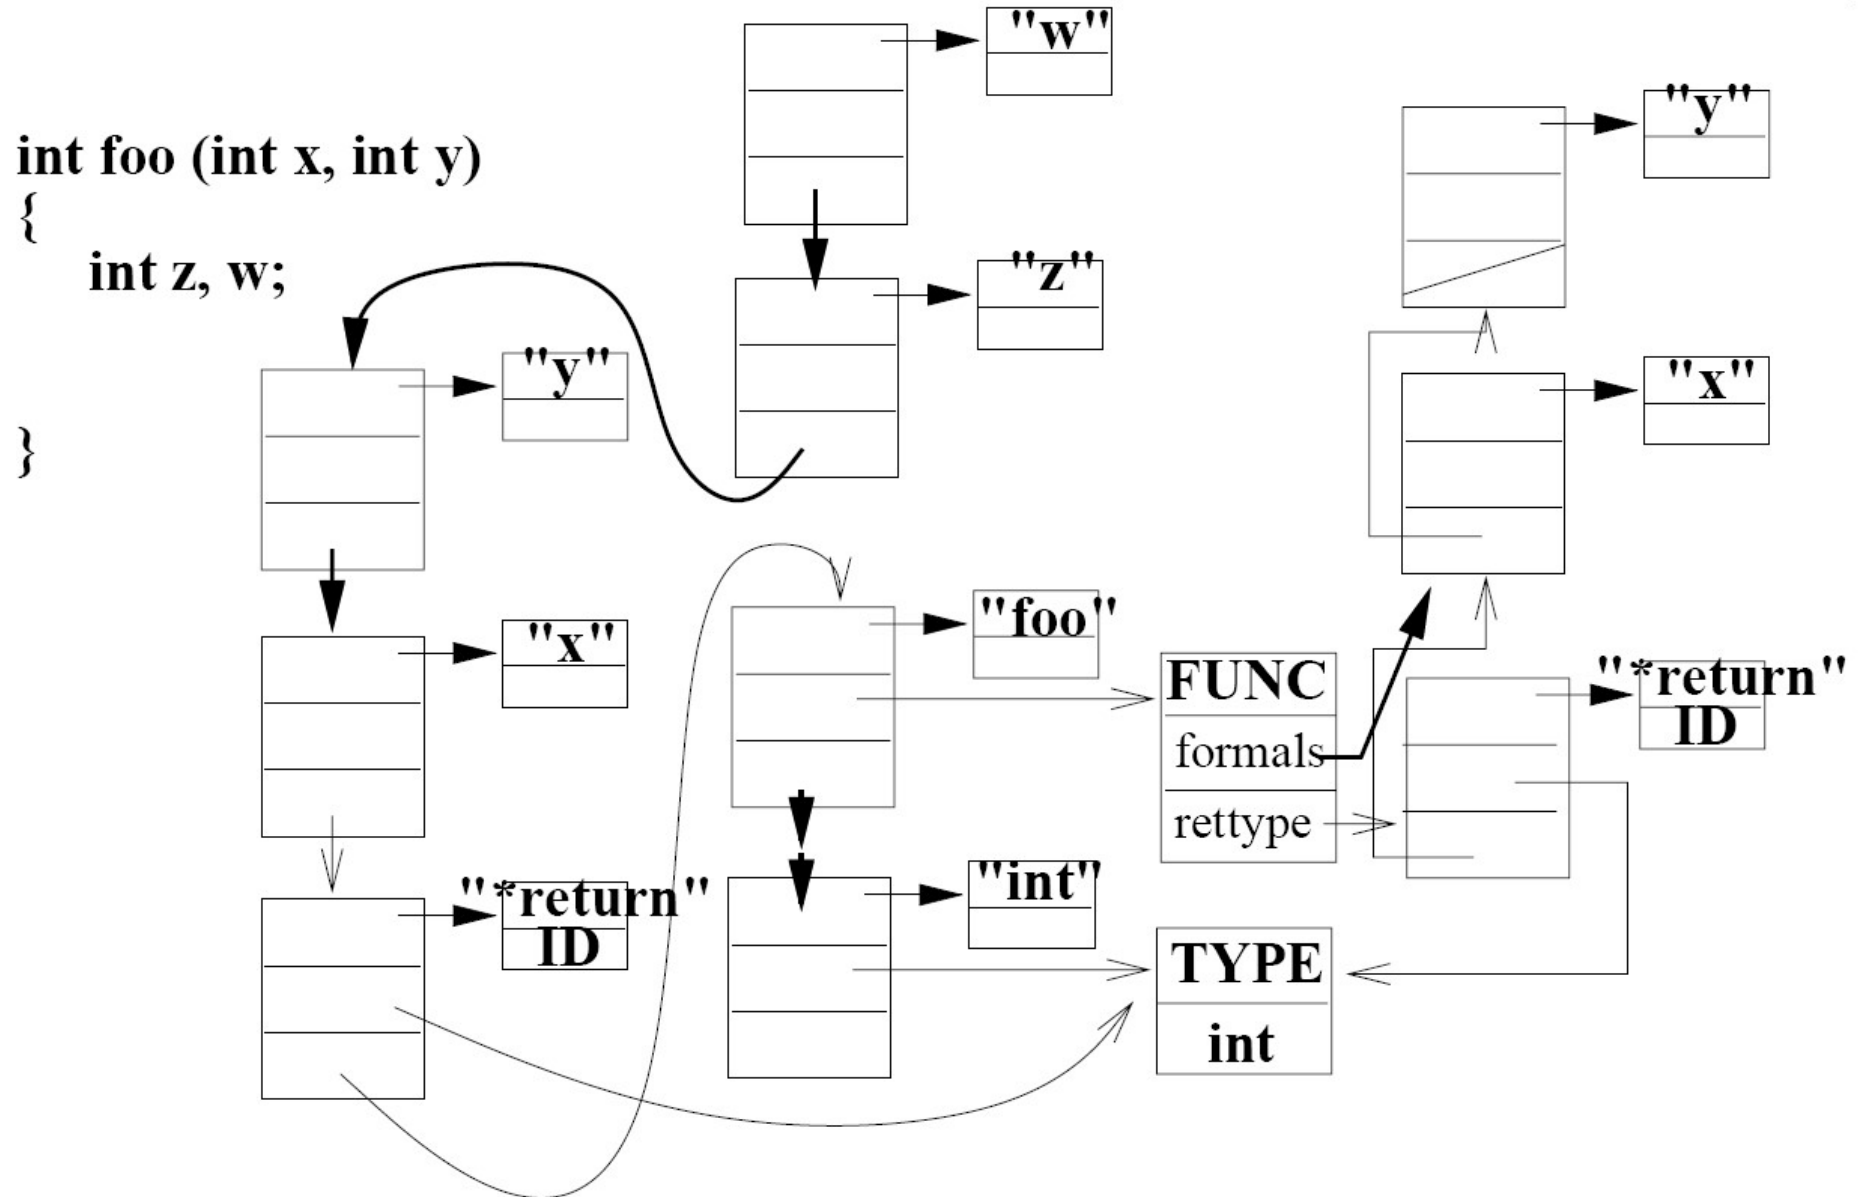 int foo (int x, int y)
{
int z, w;
}
"w"
"z"
"y"
"x"
"*return"
ID
"foo"
"int"
FUNC
formals
rettype
TYPE
int
"y"
"x"
"*return"
ID